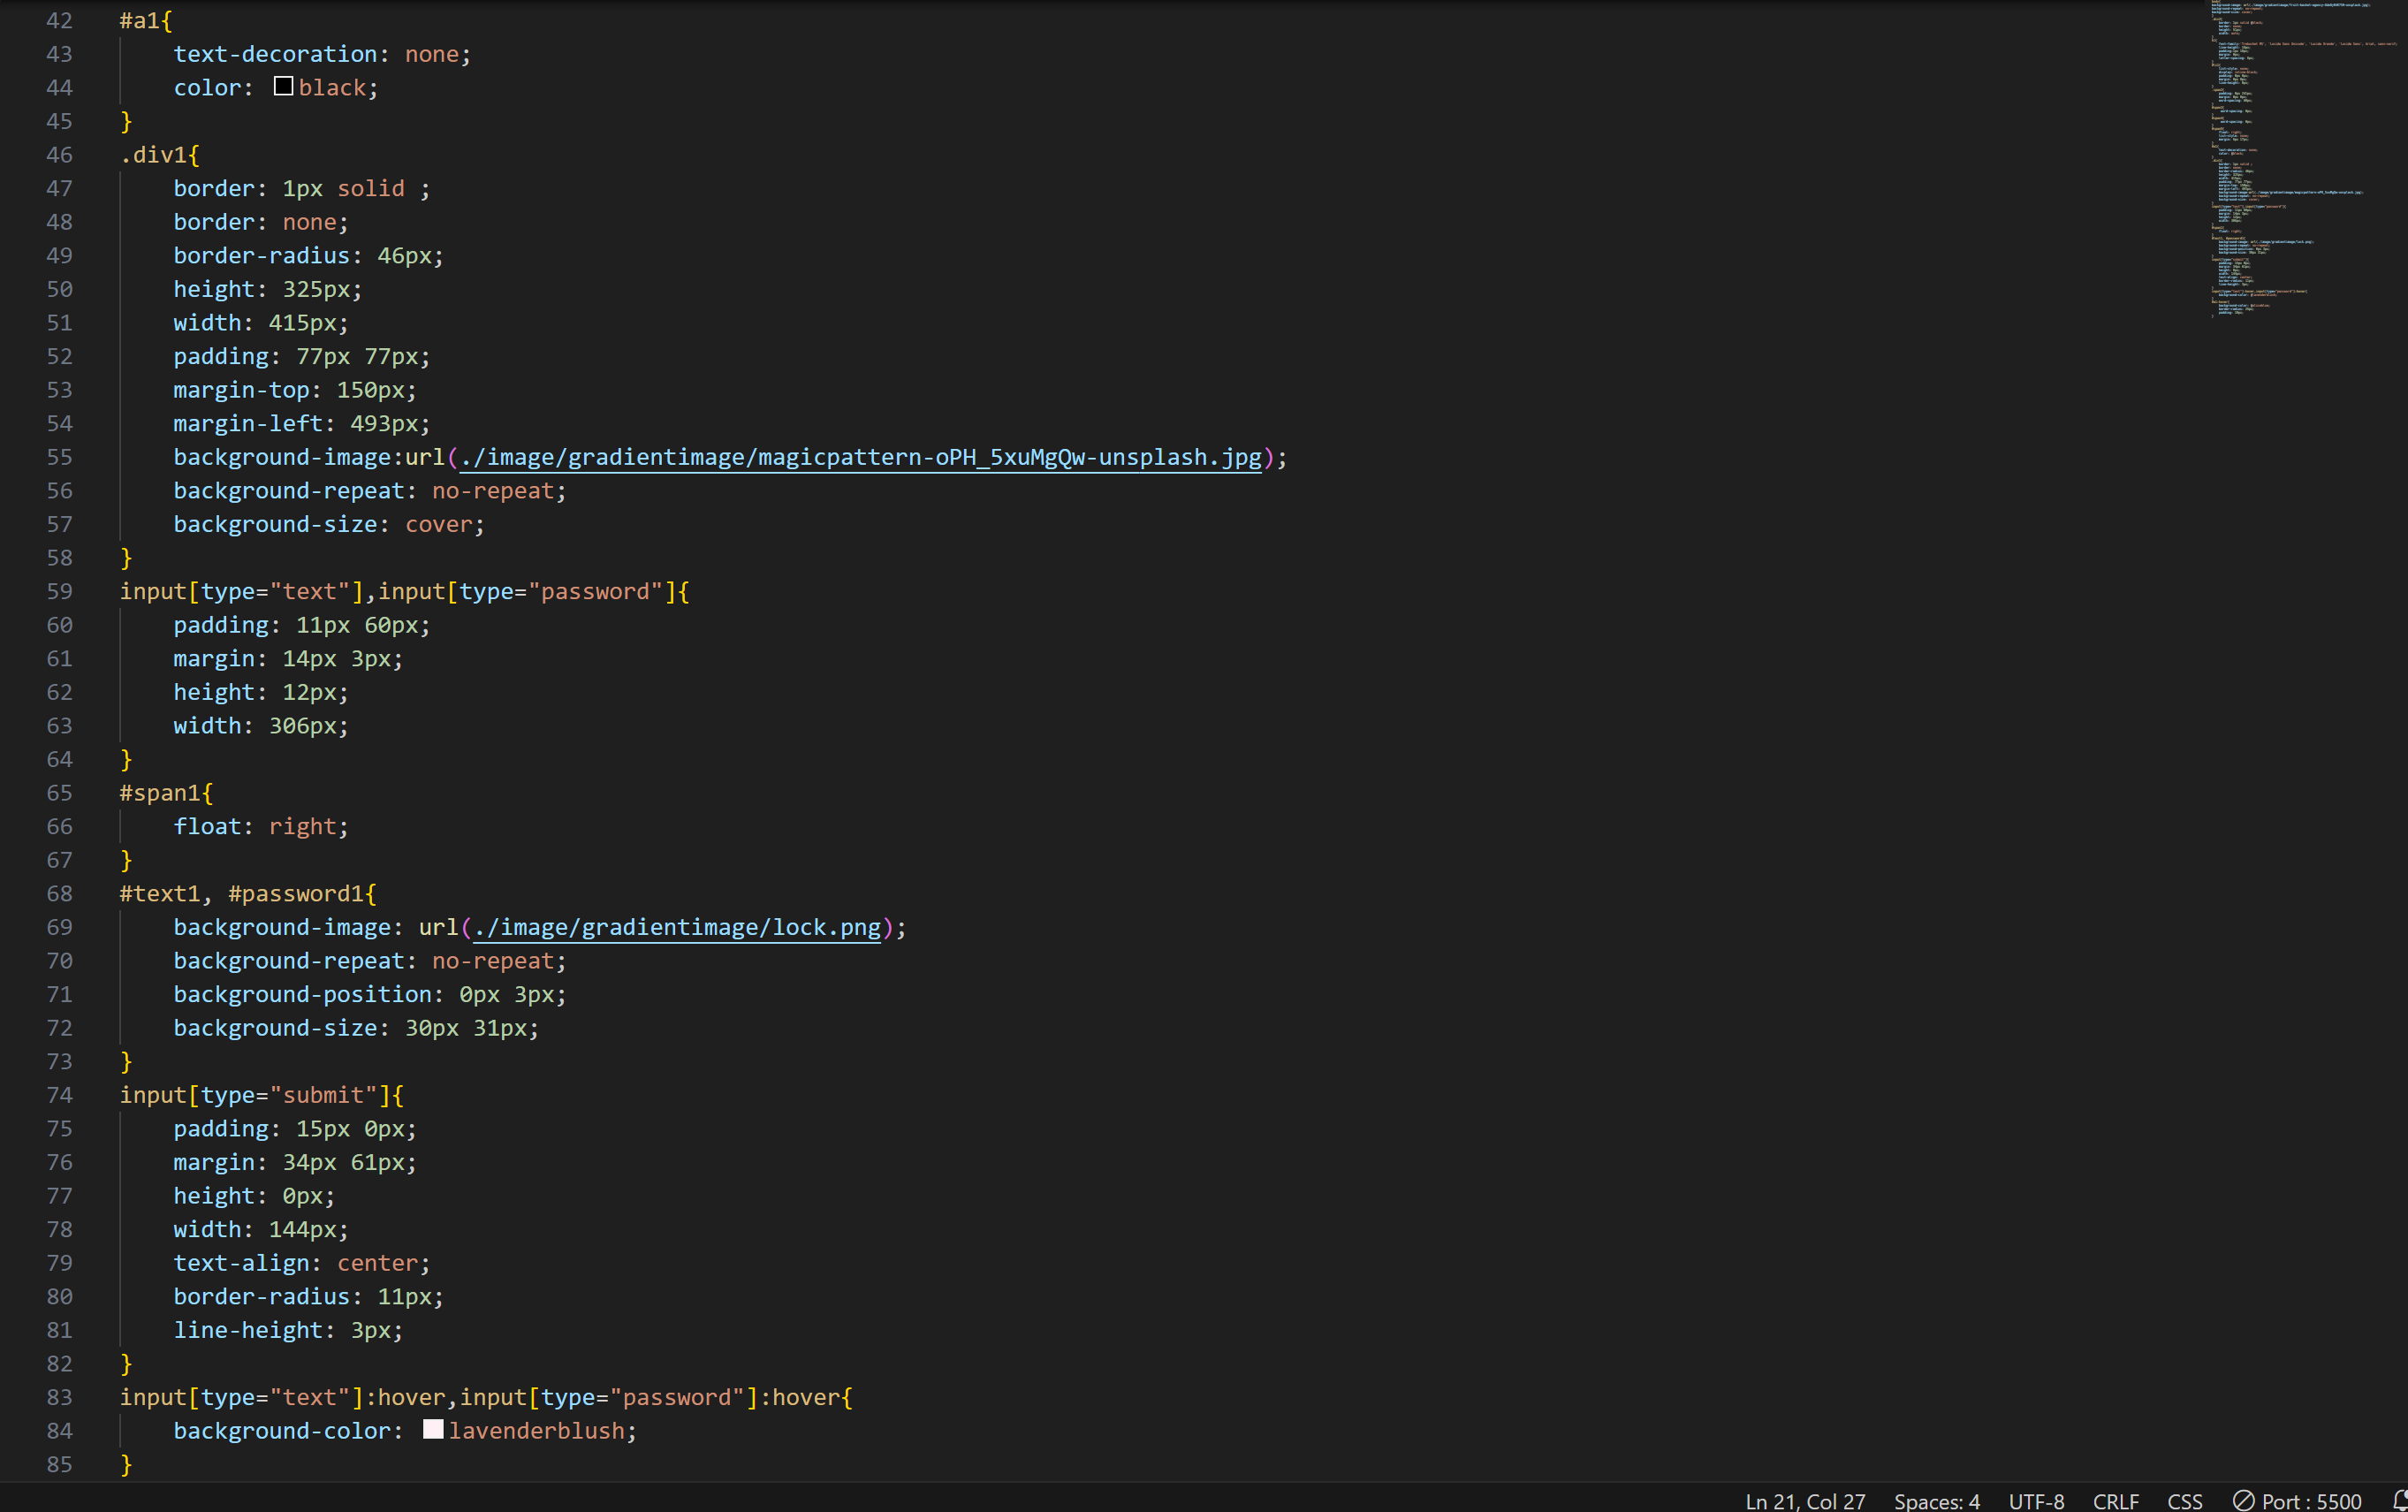 42 #a1{
43 text-decoration: none;
44 color: black;
45 }
46 .div1{
47 border: 1px solid ;
48 border: none;
49 border-radius: 46px;
50 height: 325px;
51 width: 415px;
52 padding: 77px 77px;
53 margin-top: 150px;
54 margin-left: 493px;
55 background-image:url(./image/gradientimage/magicpattern-oPH_5xuMgQw-unsplash.jpg);
56 background-repeat: no-repeat;
57 background-size: cover;
58 }
59 input[type="text"],input[type="password"]{
60 padding: 11px 60px;
61 margin: 14px 3px;
62 height: 12px;
63 width: 306px;
64 }
65 #span1{
66 float: right;
67 }
68 #text1, #password1{
69 background-image: url(./image/gradientimage/lock.png);
70 background-repeat: no-repeat;
71 background-position: 0px 3px;
72 background-size: 30px 31px;
73 }
74 input[type="submit"]{
75 padding: 15px 0px;
76 margin: 34px 61px;
77 height: 0px;
78 width: 144px;
79 text-align: center;
80 border-radius: 11px;
81 line-height: 3px;
82 }
83 input[type="text"]:hover,input[type="password"]:hover{
84 background-color: lavenderblush;
85 }
Ln 21, Col 27 Spaces: 4 UTF-8 CRLF CSS Port : 5500